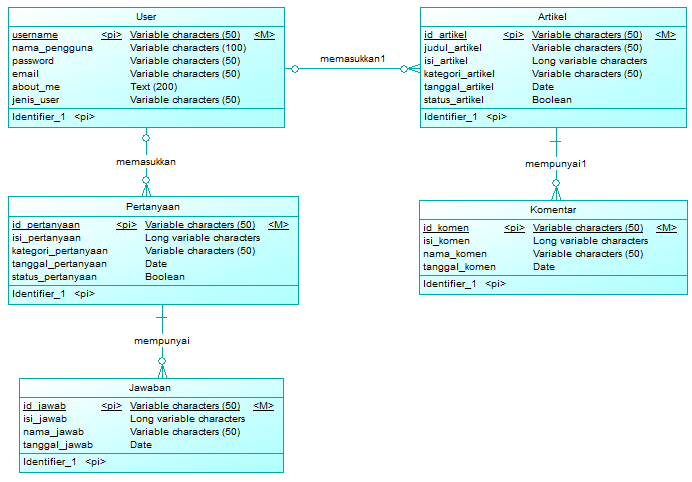 User
username <pi> Variable characters (50) <M>
nama_pengguna Variable characters (100)
password Variable characters (50)
email Variable characters (50)
about_me Text (200)
jenis_user Variable characters (50)
Identifier_1 <pi>
memasukkan1
Artikel
id_artikel <pi> Variable characters (50) <M>
judul_artikel Variable characters (50)
isi_artikel Long variable characters
kategori_artikel Variable characters (50)
tanggal_artikel Date
status_artikel Boolean
Identifier_1 <pi>
memasukkan
mempunyai1
Pertanyaan
id_pertanyaan <pi> Variable characters (50) <M>
isi_pertanyaan Long variable characters
kategori_pertanyaan Variable characters (50)
tanggal_pertanyaan Date
status_pertanyaan Boolean
Identifier_1 <pi>
Komentar
id_komen <pi> Variable characters (50) <M>
isi_komen Long variable characters
nama_komen Variable characters (50)
tanggal_komen Date
Identifier_1 <pi>
mempunyai
Jawaban
id_jawab <pi> Variable characters (50) <M>
isi_jawab Long variable characters
nama_jawab Variable characters (50)
tanggal_jawab Date
Identifier_1 <pi>